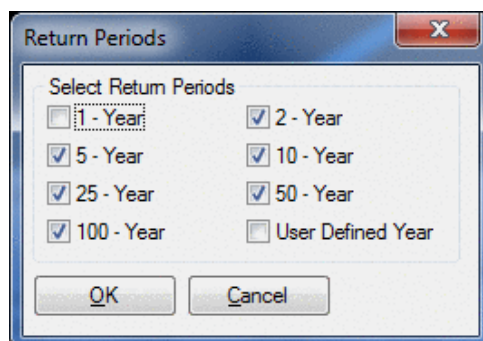 Return Periods
Select Return Periods
1 - Year
2 - Year
5 - Year
10 - Year
25 - Year
50 - Year
100 - Year
User Defined Year
OK
Cancel